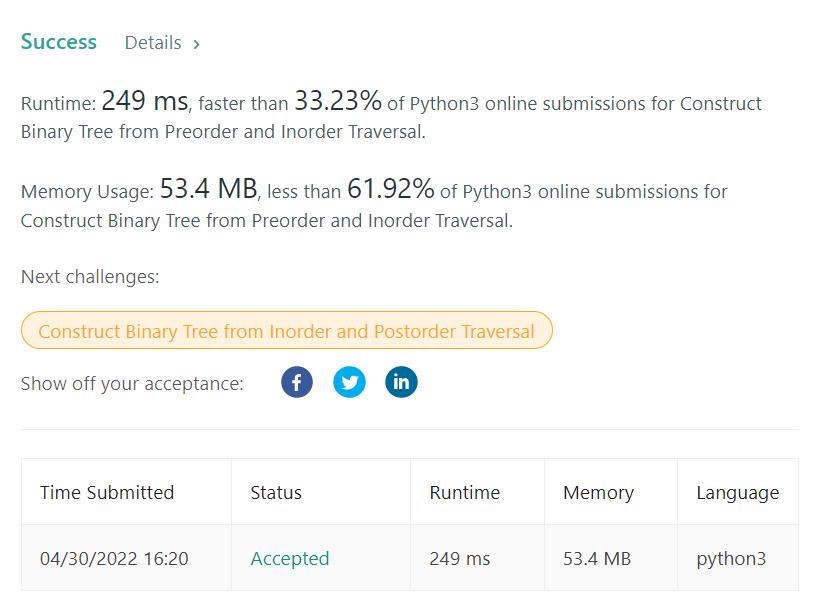 Success Details >
Runtime: 249 ms, faster than 33.23% of Python3 online submissions for Construct
Binary Tree from Preorder and Inorder Traversal.
Memory Usage: 53.4 MB, less than 61.92% of Python3 online submissions for
Construct Binary Tree from Preorder and Inorder Traversal.
Next challenges:
Construct Binary Tree from Inorder and Postorder Traversal
Show off your acceptance: f in
Time Submitted Status Runtime Memory Language
04/30/2022 16:20 Accepted 249 ms 53.4 MB python3